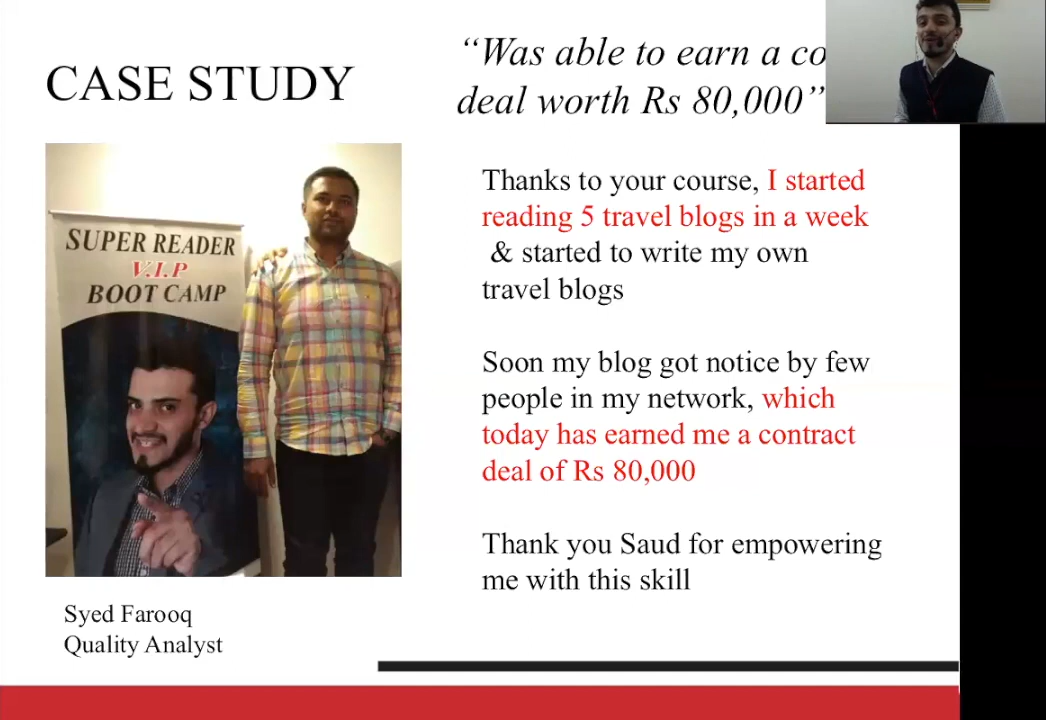 CASE STUDY
“Was able to earn a
deal worth Rs 80,000”
SUPER READER
V.I.P
BOOT CAMP
Thanks to your course, I started
reading 5 travel blogs in a week
& started to write my own
travel blogs
Soon my blog got notice by few
people in my network, which
today has earned me a contract
deal of Rs 80,000
Thank you Saud for empowering
me with this skill
Syed Farooq
Quality Analyst